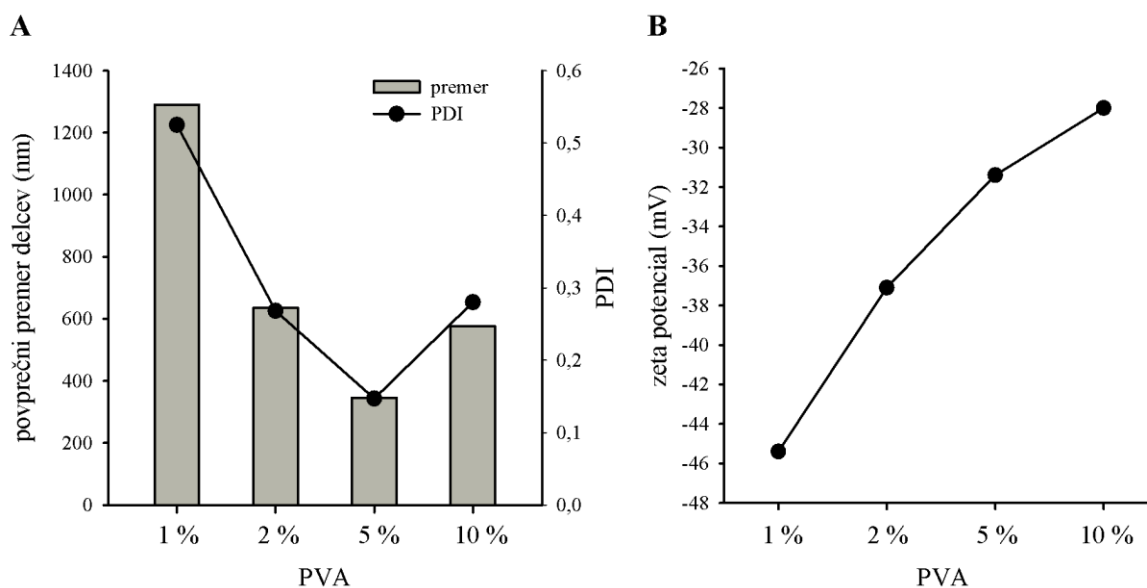 A
1400
1200
1000
800
600
400
200
0
povprečni premer delcev (nm)
premer
PDI
0,6
0,5
0,4
0,3
0,2
0,1
0,0
PDI
1 % 2 % 5 % 10 %
PVA
B
-26
-28
-30
-32
-34
-36
-38
-40
-42
-44
-46
-48
zeta potencial (mV)
1 % 2 % 5 % 10 %
PVA